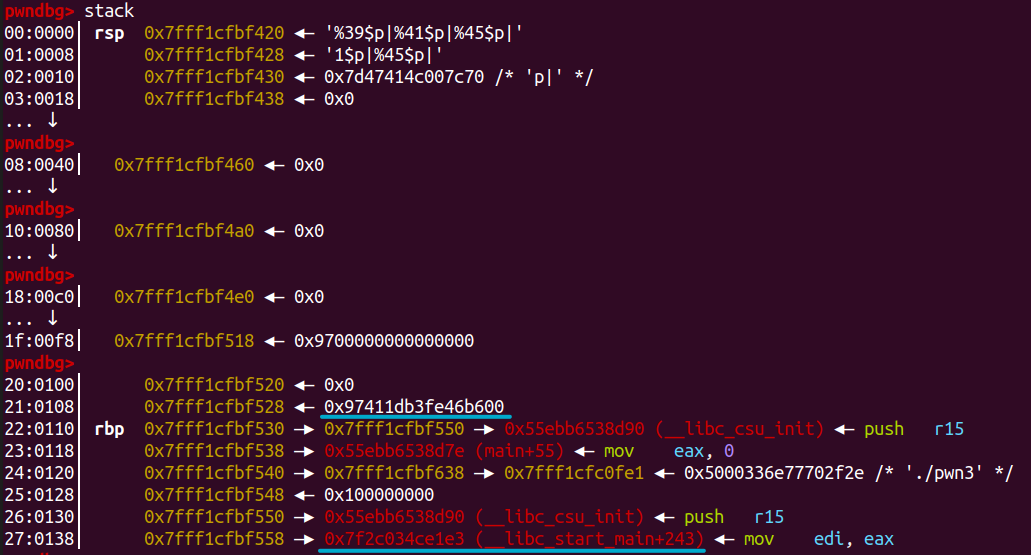 pwndbg> stack
00:0000│ rsp 0x7fff1cfbf420 ◂— '%39$p|%41$p|%45$p|'
01:0008│ 0x7fff1cfbf428 ◂— '1$p|%45$p|'
02:0010│ 0x7fff1cfbf430 ◂— 0x7d47414c007c70 /* 'p|' */
03:0018│ 0x7fff1cfbf438 ◂— 0x0
... ↓
pwndbg>
08:0040│ 0x7fff1cfbf460 ◂— 0x0
... ↓
pwndbg>
10:0080│ 0x7fff1cfbf4a0 ◂— 0x0
... ↓
pwndbg>
18:00c0│ 0x7fff1cfbf4e0 ◂— 0x0
... ↓
1f:00f8│ 0x7fff1cfbf518 ◂— 0x9700000000000000
pwndbg>
20:0100│ 0x7fff1cfbf520 ◂— 0x0
21:0108│ 0x7fff1cfbf528 ◂— 0x97411db3fe46b600
22:0110│ rbp 0x7fff1cfbf530 —▸ 0x7fff1cfbf550 —▸ 0x55ebb6538d90 (__libc_csu_init) ◂— push r15
23:0118│ 0x7fff1cfbf538 —▸ 0x55ebb6538d7e (main+55) ◂— mov eax, 0
24:0120│ 0x7fff1cfbf540 —▸ 0x7fff1cfbf638 —▸ 0x7fff1cfc0fe1 ◂— 0x5000336e77702f2e /* './pwn3' */
25:0128│ 0x7fff1cfbf548 ◂— 0x100000000
26:0130│ 0x7fff1cfbf550 —▸ 0x55ebb6538d90 (__libc_csu_init) ◂— push r15
27:0138│ 0x7fff1cfbf558 —▸ 0x7f2c034ce1e3 (__libc_start_main+243) ◂— mov edi, eax